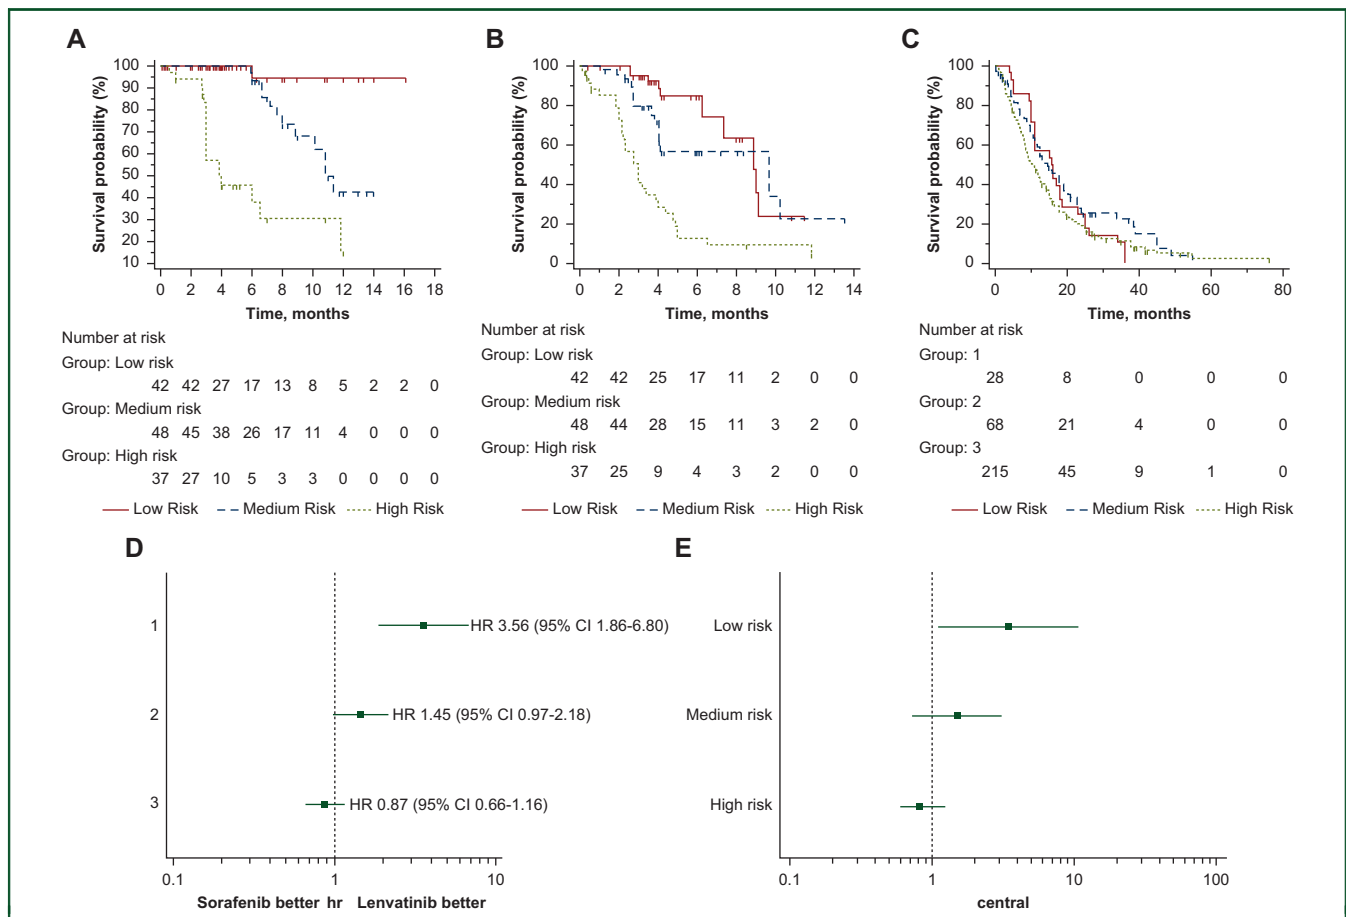 A
Survival probability (%)
100
90
80
70
60
50
40
30
20
10
0 2 4 6 8 10 12 14 16 18
Time, months
Number at risk
Group: Low risk
42 42 27 17 13 8 5 2 2 0
Group: Medium risk
48 45 38 26 17 11 4 0 0 0
Group: High risk
37 27 10 5 3 3 0 0 0 0
Low Risk Medium Risk High Risk
B
Survival probability (%)
100
80
60
40
20
0
0 2 4 6 8 10 12 14
Time, months
Number at risk
Group: Low risk
42 42 25 17 11 2 0 0
Group: Medium risk
48 44 28 15 11 3 2 0
Group: High risk
37 25 9 4 3 2 0 0
Low Risk Medium Risk High Risk
C
Survival probability (%)
100
80
60
40
20
0
0 20 40 60 80
Time, months
Number at risk
Group: 1
28 8 0 0 0
Group: 2
68 21 4 0 0
Group: 3
215 45 9 1 0
Low Risk Medium Risk High Risk
D
1
HR 3.56 (95% CI 1.86-6.80)
2
HR 1.45 (95% CI 0.97-2.18)
3
HR 0.87 (95% CI 0.66-1.16)
0.1 1 10
Sorafenib better hr Lenvatinib better
E
Low risk
Medium risk
High risk
0.1 1 10 100
central